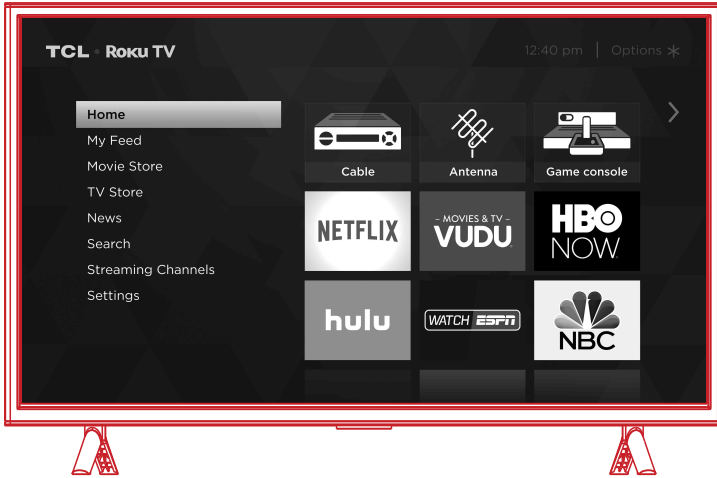 TCL • Roku TV
12:40 pm | Options ✱
Home
My Feed
Movie Store
TV Store
News
Search
Streaming Channels
Settings
Cable
Antenna
Game console
NETFLIX
– MOVIES & TV –
VUDU
HBO
NOW
hulu
WATCH ESPN
NBC